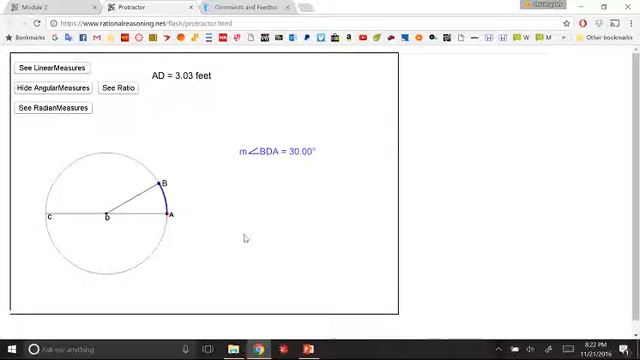 Module 2
Protractor
Commands and Feedba
https://www.rationalreasoning.net/flash/protractor.html
Bookmarks
Other bookmarks
See LinearMeasures
AD = 3.03 feet
Hide AngularMeasures
See Ratio
See RadianMeasures
m∠BDA = 30.00°
B
C
D
A
Ask me anything
8:22 PM
11/21/2016